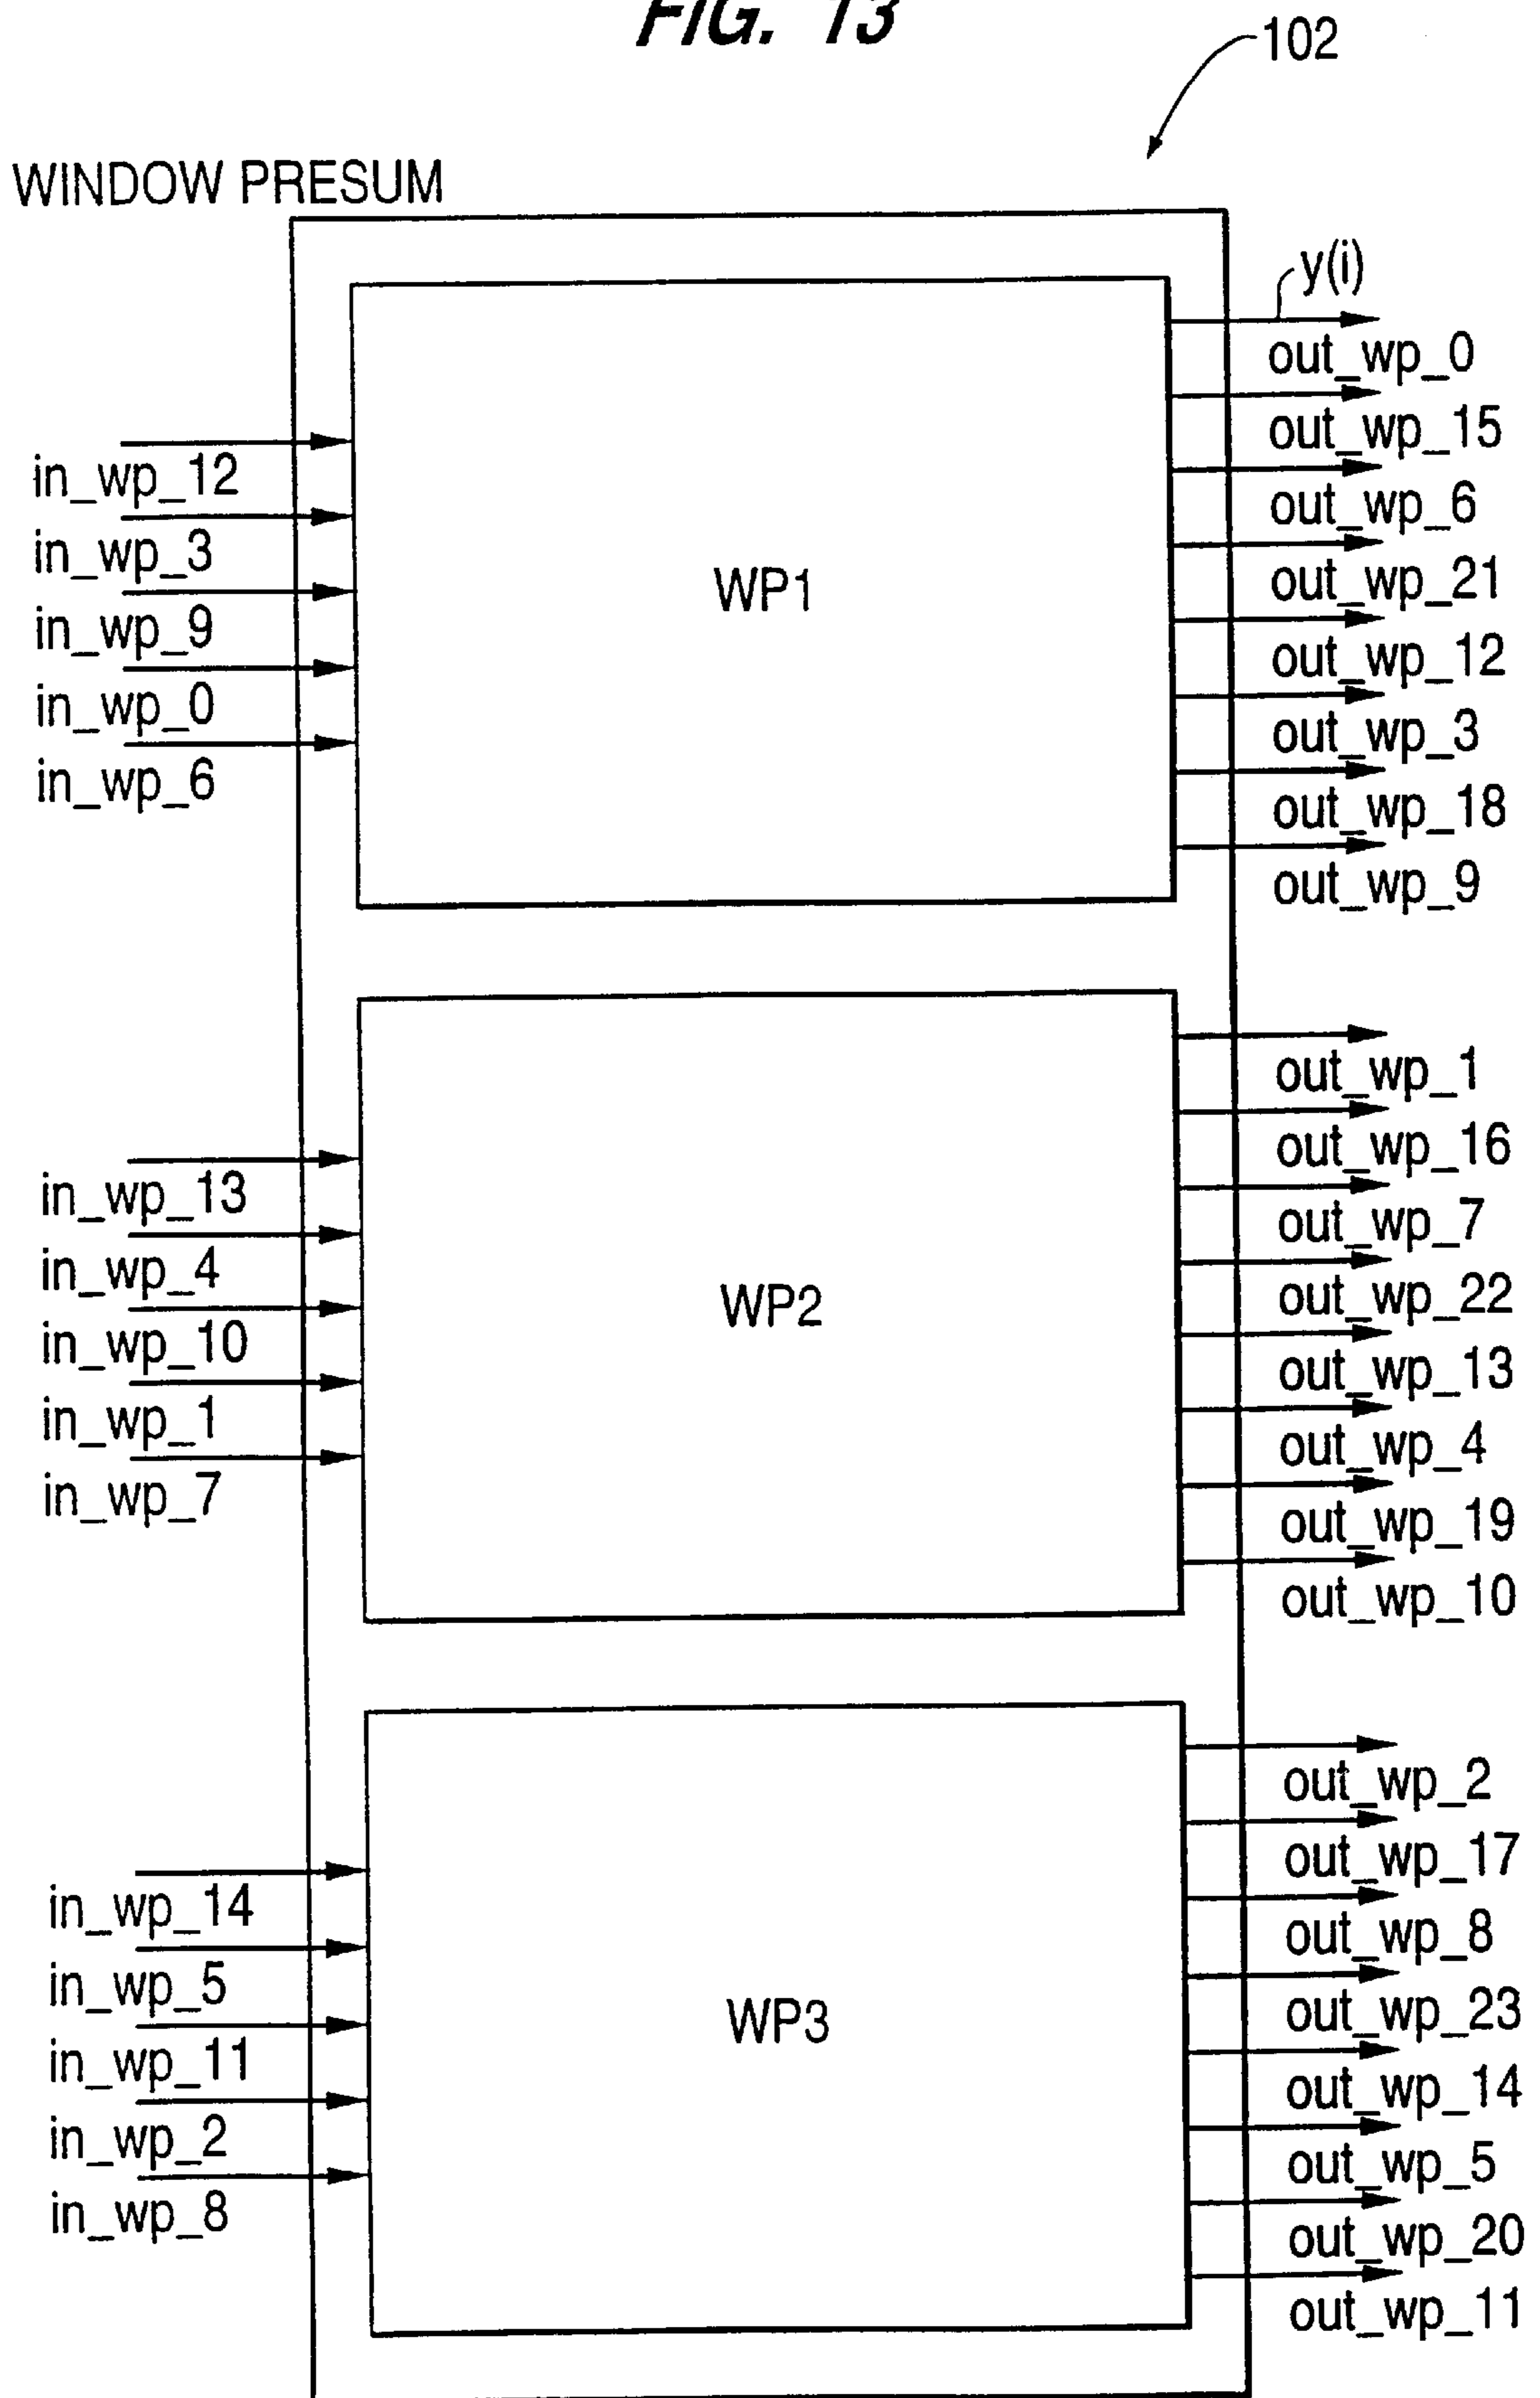 FIG. 13
102
WINDOW PRESUM
y(i)
out_wp_0
out_wp_15
in_wp_12
out_wp_6
in_wp_3
out_wp_21
WP1
in_wp_9
out_wp_12
in_wp_0
out_wp_3
in_wp_6
out_wp_18
out_wp_9
out_wp_1
out_wp_16
in_wp_13
out_wp_7
in_wp_4
out_wp_22
WP2
in_wp_10
out_wp_13
in_wp_1
out_wp_4
in_wp_7
out_wp_19
out_wp_10
out_wp_2
out_wp_17
in_wp_14
out_wp_8
in_wp_5
out_wp_23
WP3
in_wp_11
out_wp_14
in_wp_2
out_wp_5
in_wp_8
out_wp_20
out_wp_11